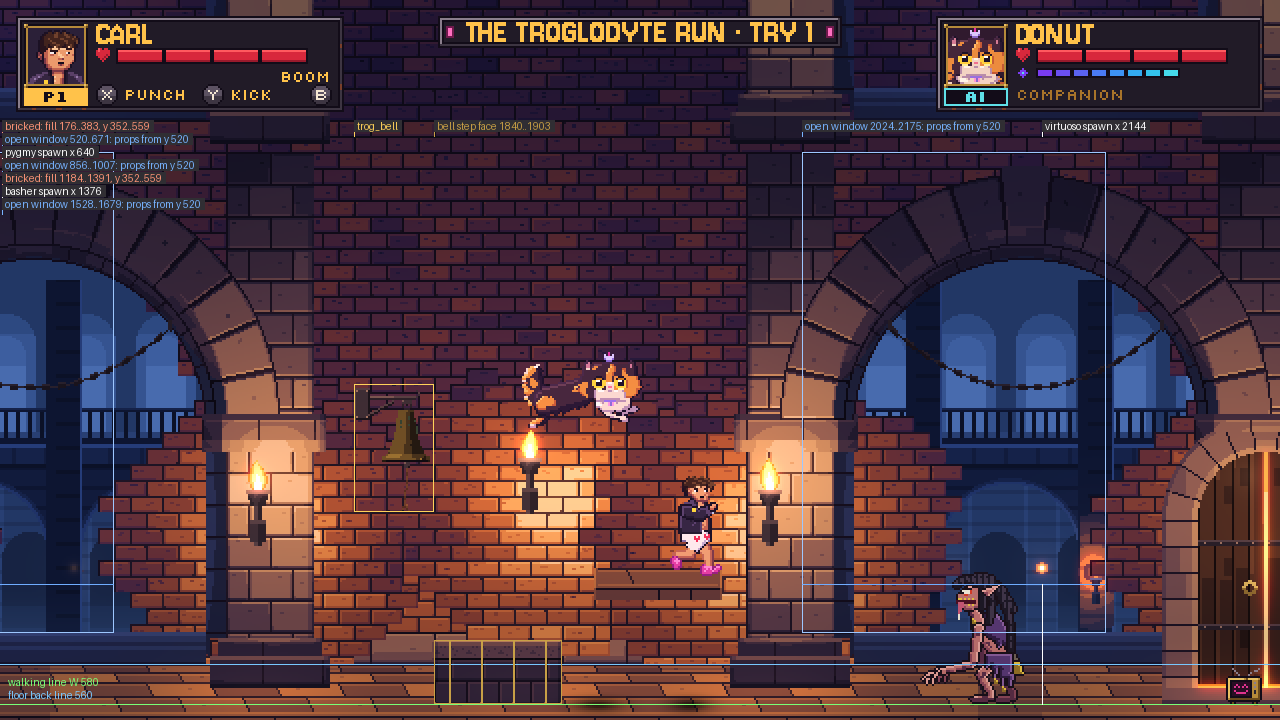 CARL
THE TROGLODYTE RUN · TRY 1
DONUT
BOOM
P1
X PUNCH Y KICK B
AI
COMPANION
bricked: fill 176..383, y 352..559
open window 520..671: props from y 520
pygmy spawn x 640
open window 856..1007: props from y 520
bricked: fill 1184..1391, y 352..559
basher spawn x 1376
open window 1528..1679: props from y 520
trog_bell
bell step face 1840..1903
open window 2024..2175: props from y 520
virtuoso spawn x 2144
walking line W 580
floor back line 560